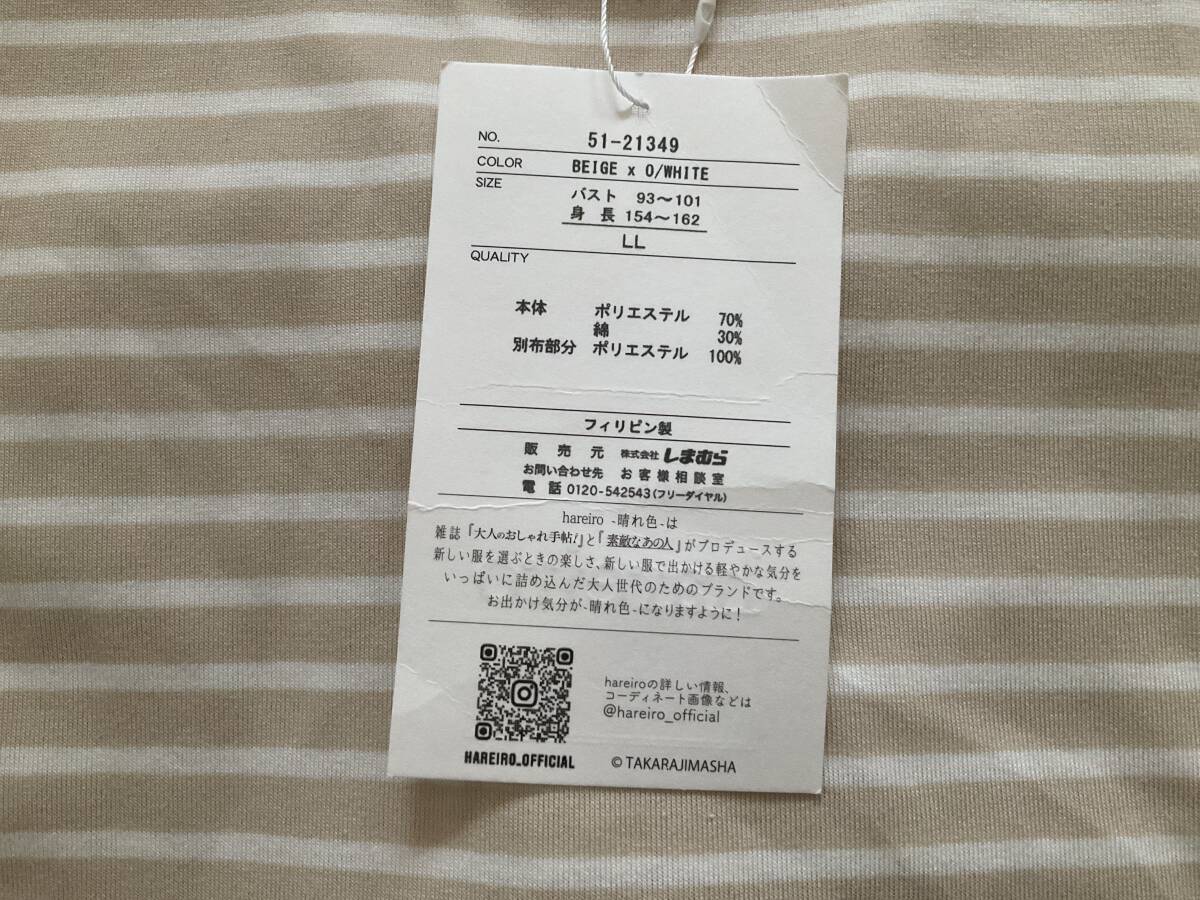 NO. 51-21349
COLOR BEIGE x O/WHITE
SIZE バスト 93～101
身長 154～162
LL
QUALITY
本体 ポリエステル 70%
綿 30%
別布部分 ポリエステル 100%
フィリピン製
販売元 株式会社しまむら
お問い合わせ先 お客様相談室
電話 0120-542543(フリーダイヤル)
hareiro -晴れ色-は
雑誌『大人のおしゃれ手帖!』と『素敵なあの人』がプロデュースする
新しい服を選ぶときの楽しさ、新しい服で出かける軽やかな気分を
いっぱいに詰め込んだ大人世代のためのブランドです。
お出かけ気分が-晴れ色-になりますように!
hareiroの詳しい情報、
コーディネート画像などは
@hareiro_official
HAREIRO_OFFICIAL
© TAKARAJIMASHA